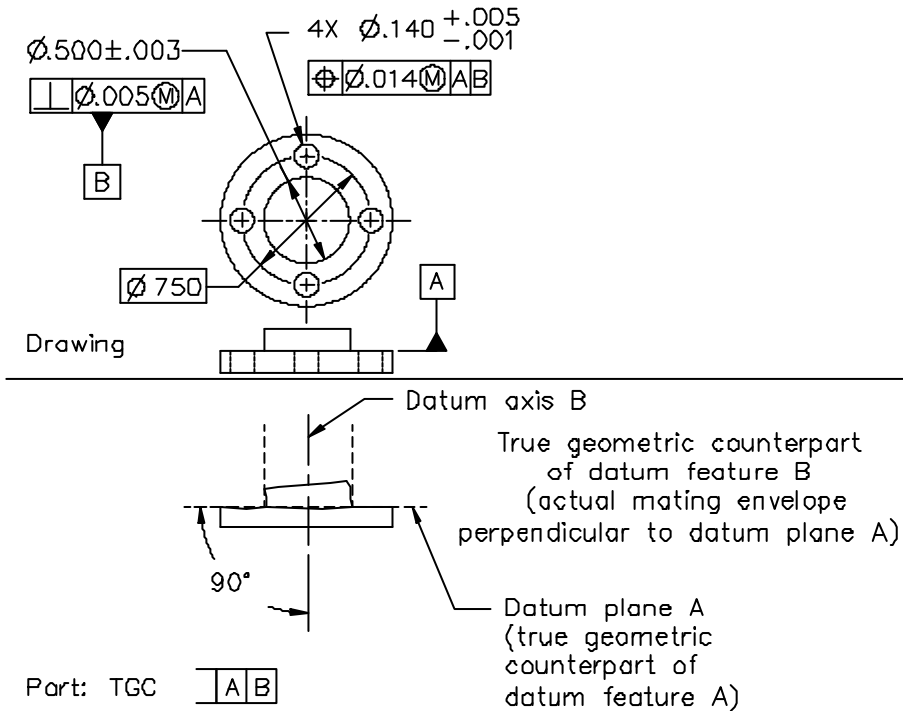 4X Ø.140 +.005
-.001
Ø.500±.003
⌖ Ø.014 Ⓜ A B
⊥ Ø.005 Ⓜ A
B
A
Ø 750
Drawing
Datum axis B
True geometric counterpart
of datum feature B
(actual mating envelope
perpendicular to datum plane A)
90°
Datum plane A
(true geometric
counterpart of
datum feature A)
Part: TGC A B